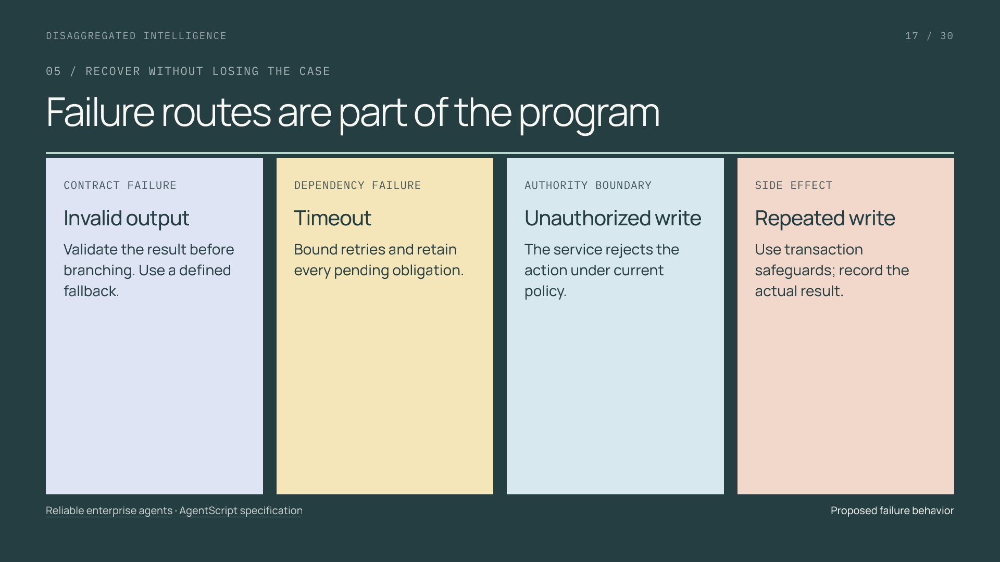 DISAGGREGATED INTELLIGENCE
17 / 30
05 / RECOVER WITHOUT LOSING THE CASE
Failure routes are part of the program
CONTRACT FAILURE
Invalid output
Validate the result before
branching. Use a defined
fallback.
DEPENDENCY FAILURE
Timeout
Bound retries and retain
every pending obligation.
AUTHORITY BOUNDARY
Unauthorized write
The service rejects the
action under current
policy.
SIDE EFFECT
Repeated write
Use transaction
safeguards; record the
actual result.
Reliable enterprise agents · AgentScript specification
Proposed failure behavior